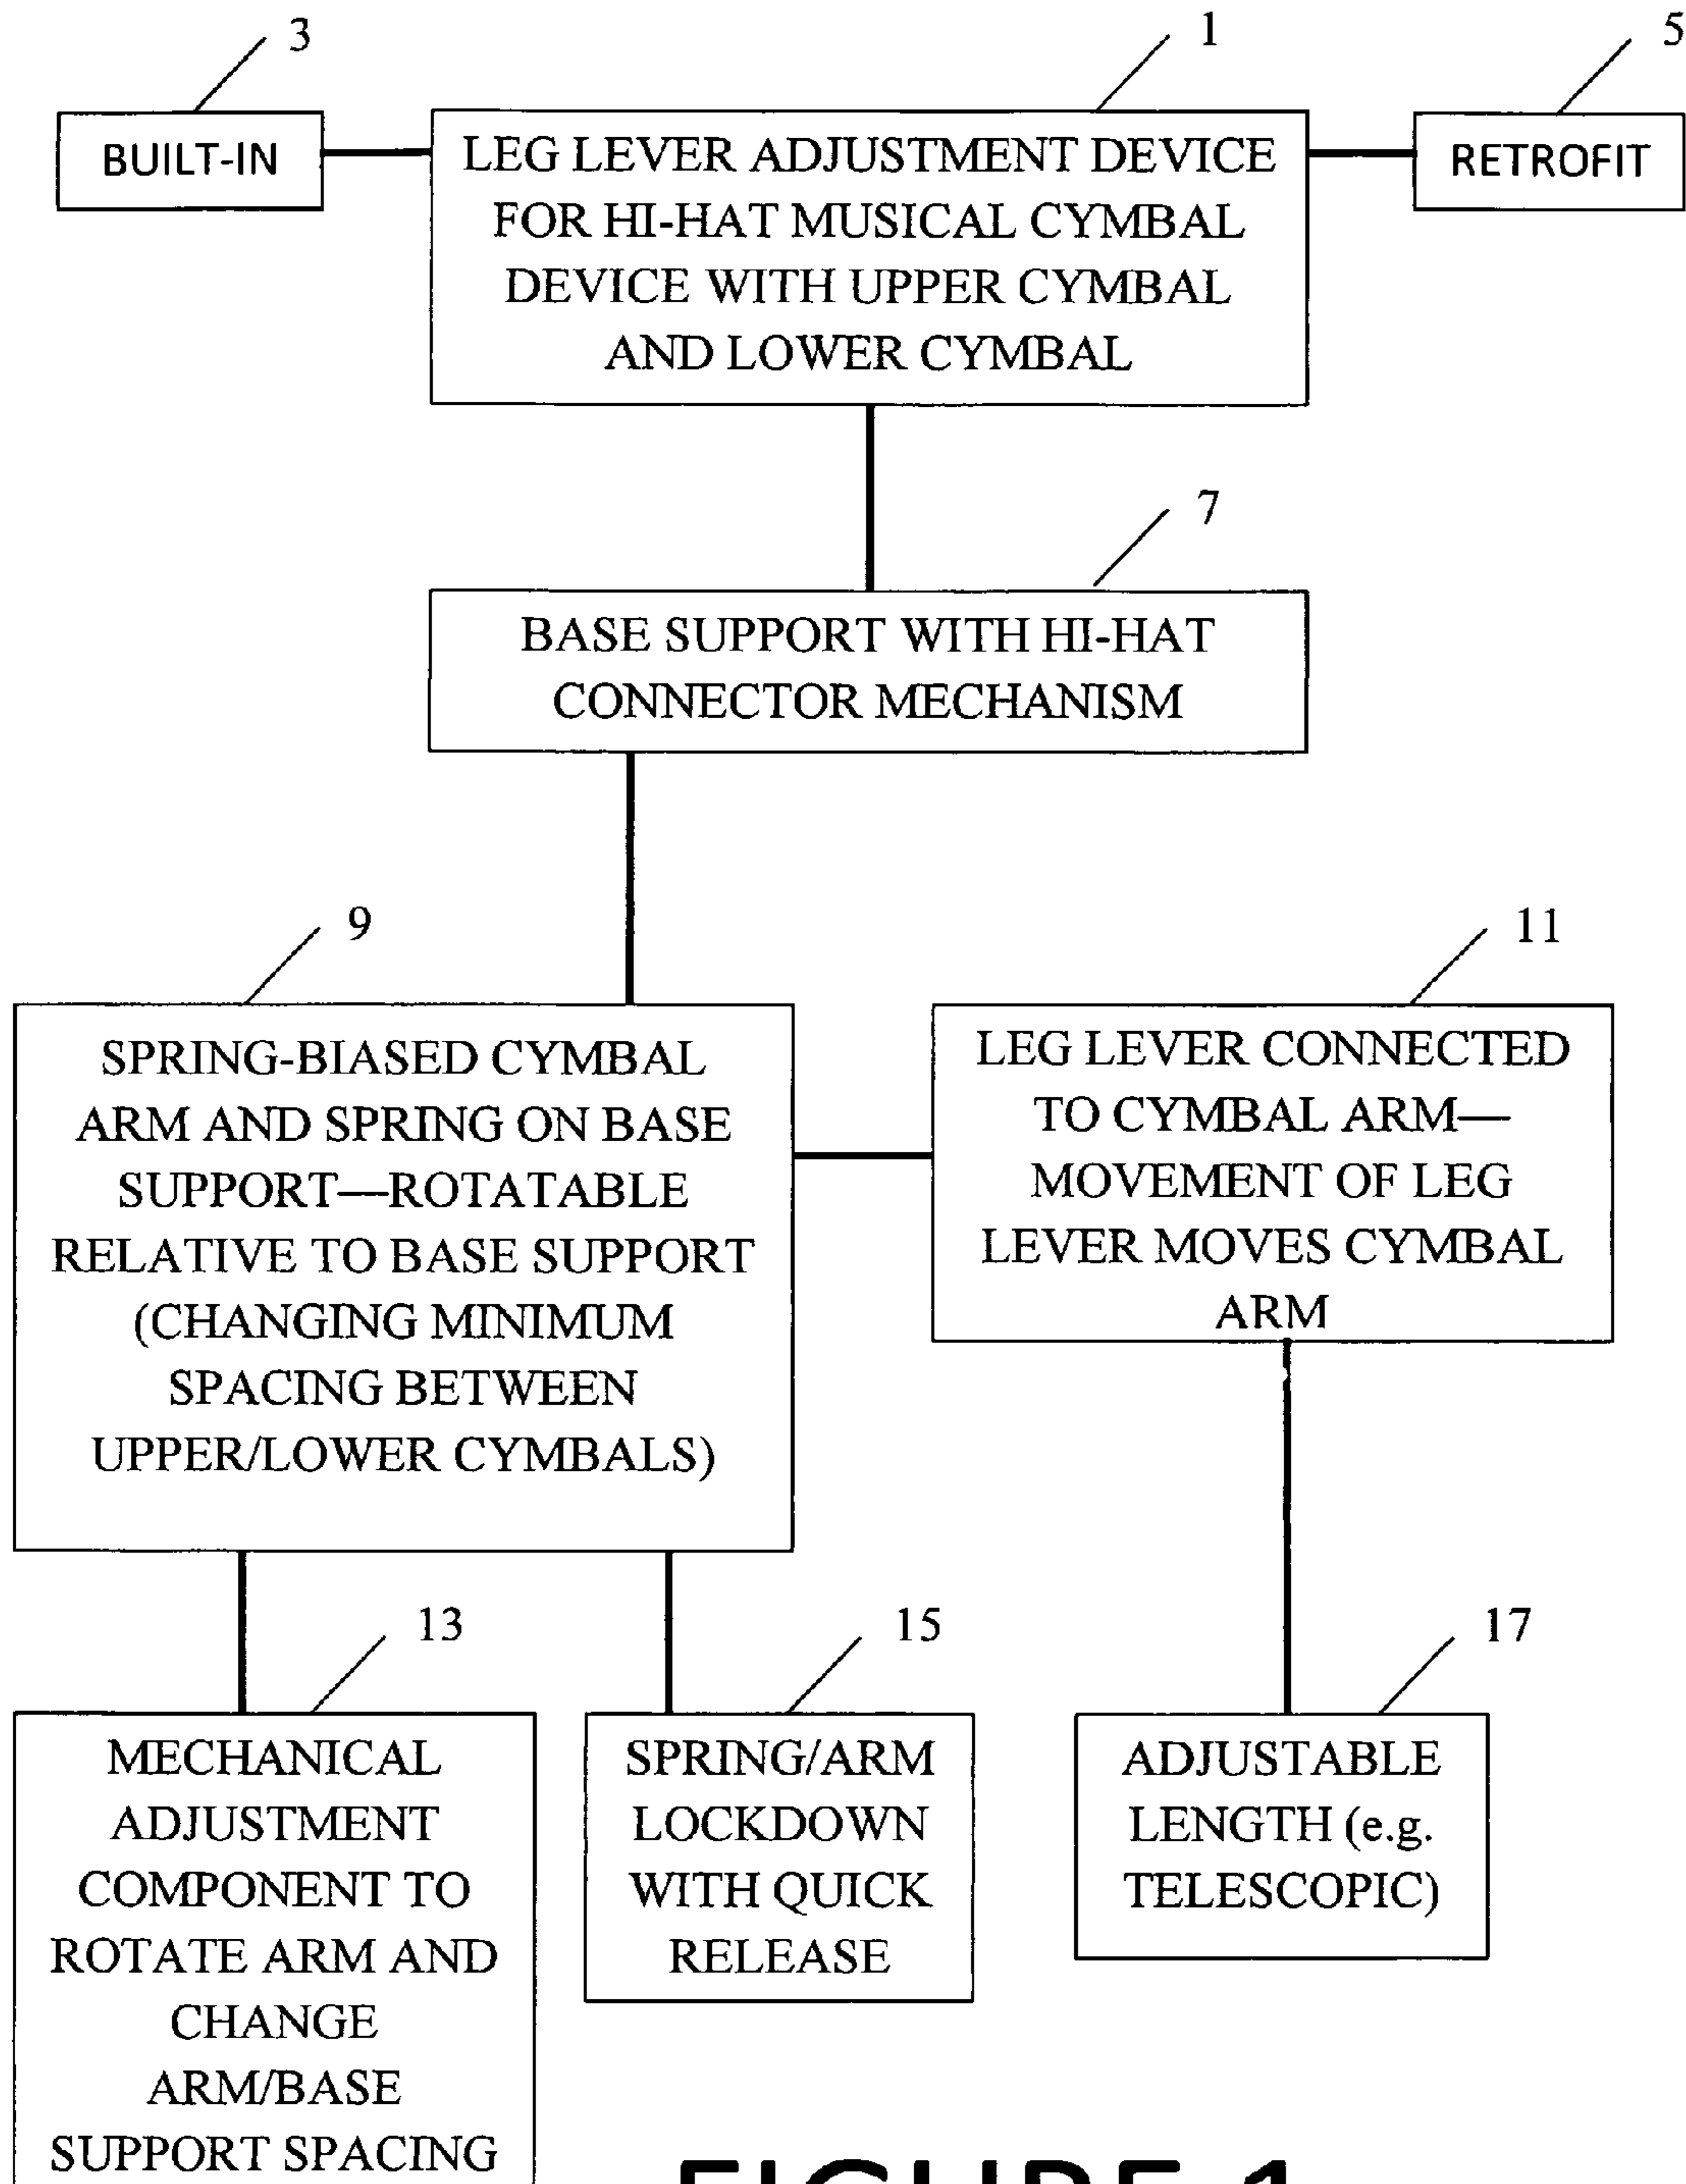 3
1
5
BUILT-IN
LEG LEVER ADJUSTMENT DEVICE
FOR HI-HAT MUSICAL CYMBAL
DEVICE WITH UPPER CYMBAL
AND LOWER CYMBAL
RETROFIT
7
BASE SUPPORT WITH HI-HAT
CONNECTOR MECHANISM
9
SPRING-BIASED CYMBAL
ARM AND SPRING ON BASE
SUPPORT—ROTATABLE
RELATIVE TO BASE SUPPORT
(CHANGING MINIMUM
SPACING BETWEEN
UPPER/LOWER CYMBALS)
11
LEG LEVER CONNECTED
TO CYMBAL ARM—
MOVEMENT OF LEG
LEVER MOVES CYMBAL
ARM
13
MECHANICAL
ADJUSTMENT
COMPONENT TO
ROTATE ARM AND
CHANGE
ARM/BASE
SUPPORT SPACING
15
SPRING/ARM
LOCKDOWN
WITH QUICK
RELEASE
17
ADJUSTABLE
LENGTH (e.g.
TELESCOPIC)
FIGURE 1